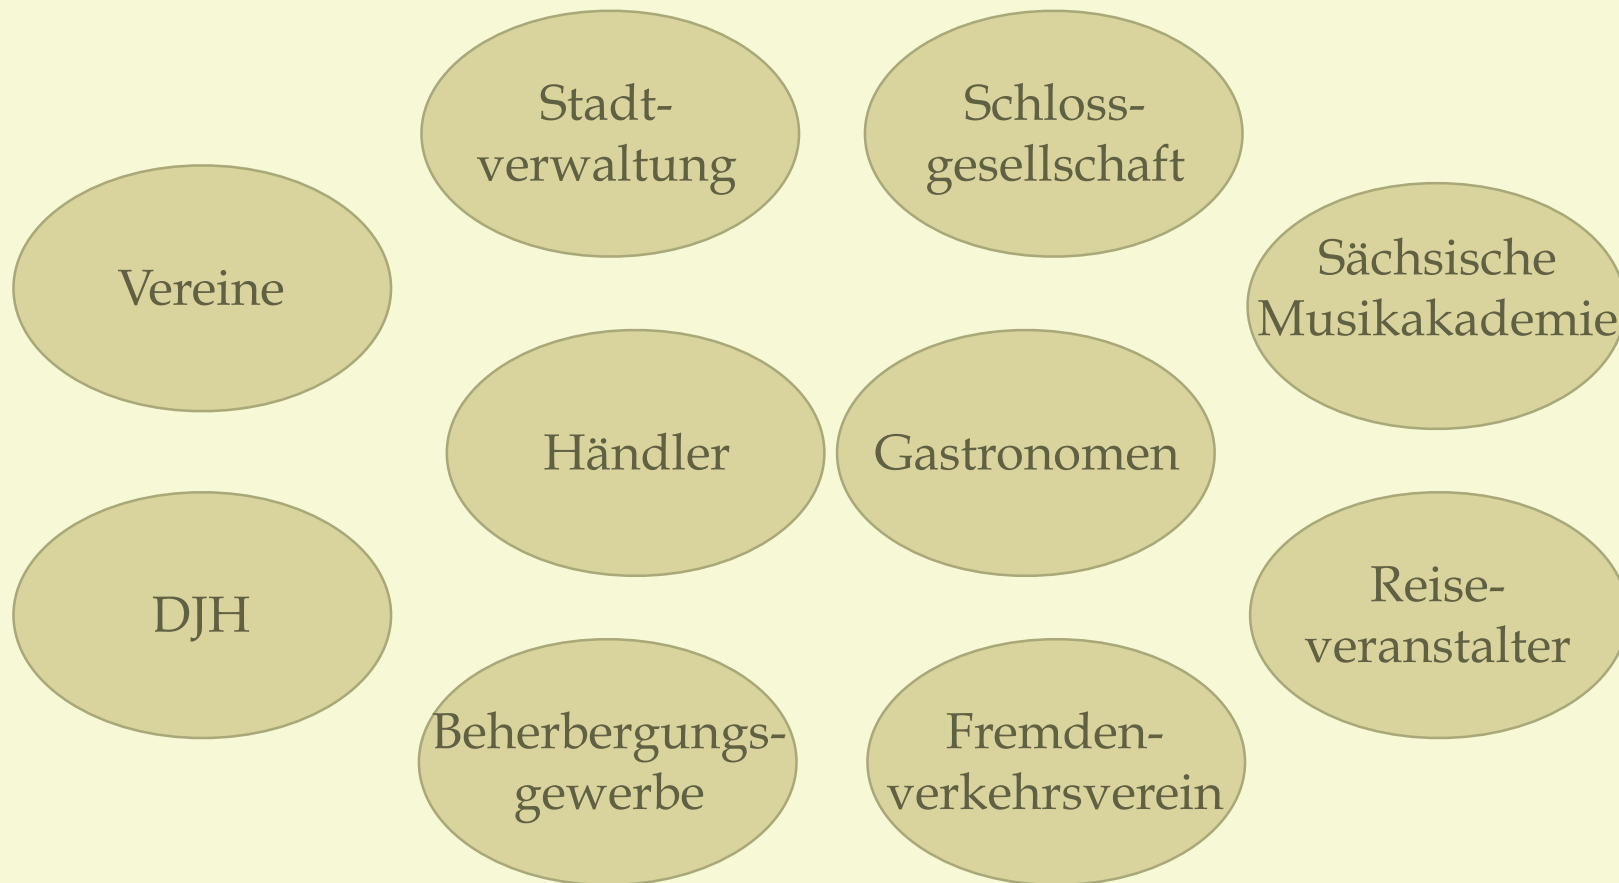 Stadt-
verwaltung
Schloss-
gesellschaft
Vereine
Sächsische
Musikakademie
Händler
Gastronomen
DJH
Reise-
veranstalter
Beherbergungs-
gewerbe
Fremden-
verkehrsverein